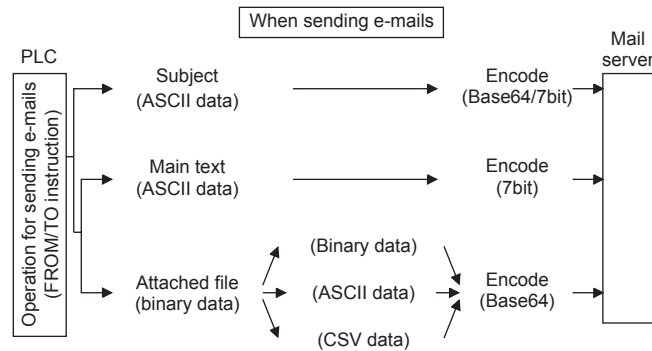 When sending e-mails
PLC
Mail
server
Operation for sending e-mails
(FROM/TO instruction)
Subject
(ASCII data)
Encode
(Base64/7bit)
Main text
(ASCII data)
Encode
(7bit)
(Binary data)
Attached file
(binary data)
(ASCII data)
Encode
(Base64)
(CSV data)